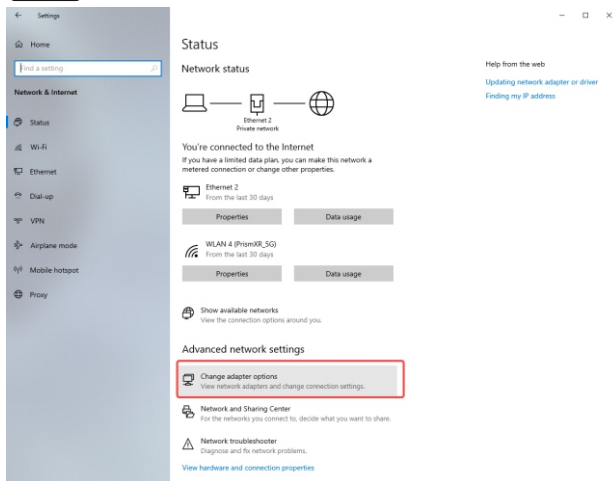 Settings
Home
Find a setting
Network & Internet
Status
Wi-Fi
Ethernet
Dial-up
VPN
Airplane mode
Mobile hotspot
Proxy
Status
Network status
Ethernet 2
Private network
You're connected to the Internet
If you have a limited data plan, you can make this network a
metered connection or change other properties.
Ethernet 2
From the last 30 days
Properties
Data usage
WLAN 4 (PrismXR_5G)
From the last 30 days
Properties
Data usage
Show available networks
View the connection options around you.
Advanced network settings
Change adapter options
View network adapters and change connection settings.
Network and Sharing Center
For the networks you connect to, decide what you want to share.
Network troubleshooter
Diagnose and fix network problems.
View hardware and connection properties
Help from the web
Updating network adapter or driver
Finding my IP address